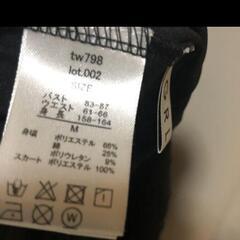 tw798
lot.002
SIZE
バスト 83-87
ウエスト 61-66
身長 158-164
M
身頃 ポリエステル 66%
綿 25%
ポリウレタン 9%
スカート ポリエステル 100%